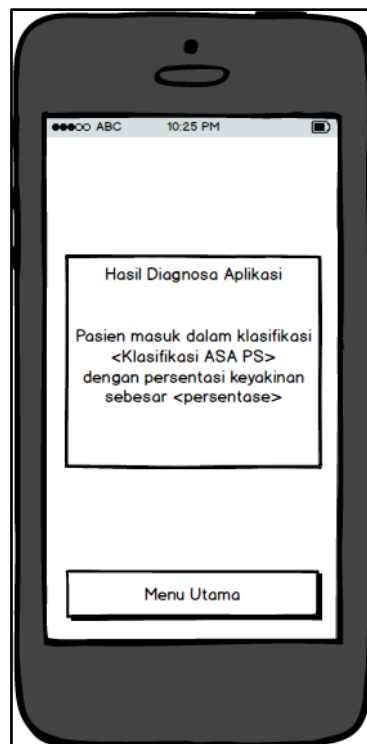 ABC 10:25 PM
Hasil Diagnosa Aplikasi
Pasien masuk dalam klasifikasi
<Klasifikasi ASA PS>
dengan persentasi keyakinan
sebesar <persentase>
Menu Utama